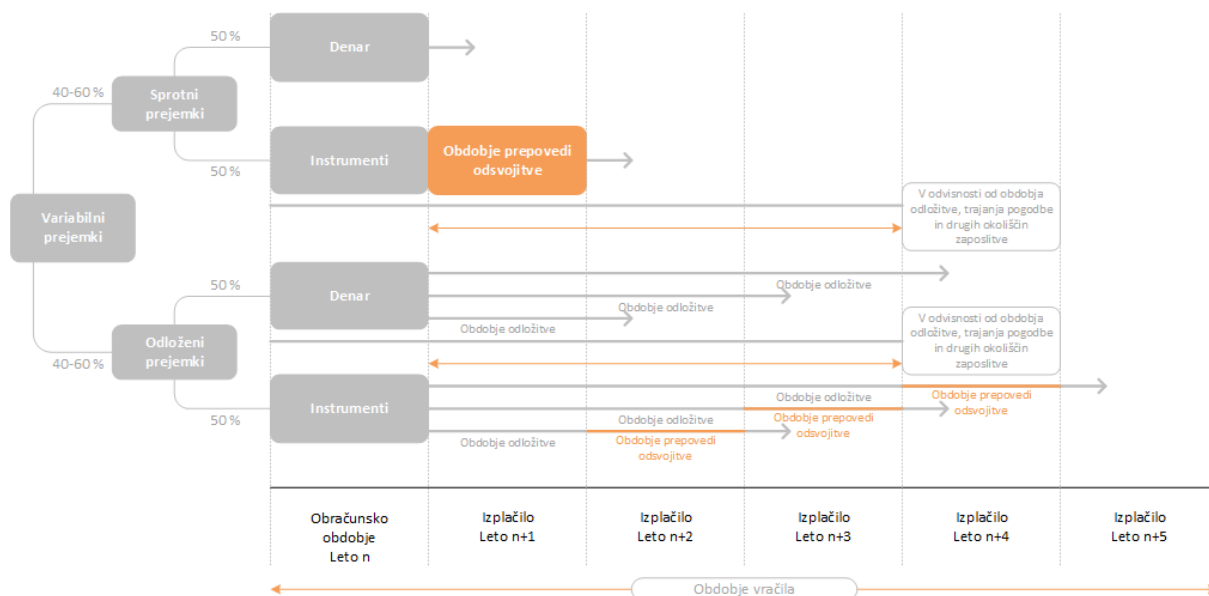 50 %
Denar
40-60 %
Sprotni
prejemki
50 %
Instrumenti
Obdobje prepovedi
odsvojitve
Variabilni
prejemki
V odvisnosti od obdobja
odložitve, trajanja pogodbe
in drugih okoliščin
zaposlitve
50 %
Denar
Obdobje odložitve
Obdobje odložitve
Obdobje odložitve
40-60 %
Odloženi
prejemki
V odvisnosti od obdobja
odložitve, trajanja pogodbe
in drugih okoliščin
zaposlitve
50 %
Instrumenti
Obdobje odložitve
Obdobje prepovedi
odsvojitve
Obdobje odložitve
Obdobje prepovedi
odsvojitve
Obdobje odložitve
Obdobje prepovedi
odsvojitve
Obračunsko
obdobje
Leto n
Izplačilo
Leto n+1
Izplačilo
Leto n+2
Izplačilo
Leto n+3
Izplačilo
Leto n+4
Izplačilo
Leto n+5
Obdobje vračila